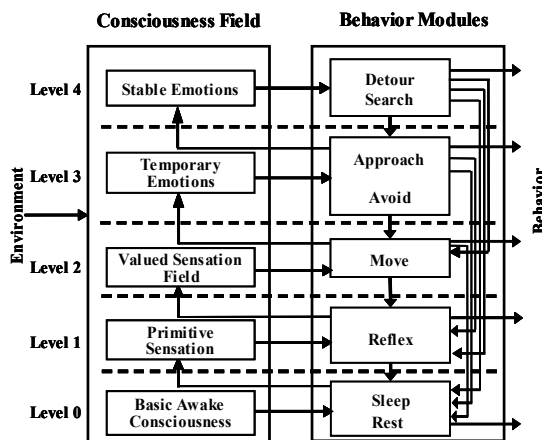 Consciousness Field
Behavior Modules
Level 4
Stable Emotions
Detour
Search
Level 3
Temporary
Emotions
Approach
Avoid
Environment
Behavior
Level 2
Valued Sensation
Field
Move
Level 1
Primitive
Sensation
Reflex
Level 0
Basic Awake
Consciousness
Sleep
Rest